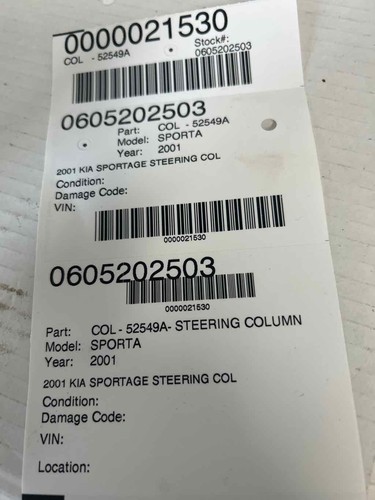 0000021530
COL - 52549A
Stock#:
0605202503
0605202503
Part: COL - 52549A
Model: SPORTA
Year: 2001
2001 KIA SPORTAGE STEERING COL
Condition:
Damage Code:
VIN:
0000021530
0605202503
0000021530
Part: COL - 52549A- STEERING COLUMN
Model: SPORTA
Year: 2001
2001 KIA SPORTAGE STEERING COL
Condition:
Damage Code:
VIN:
Location: